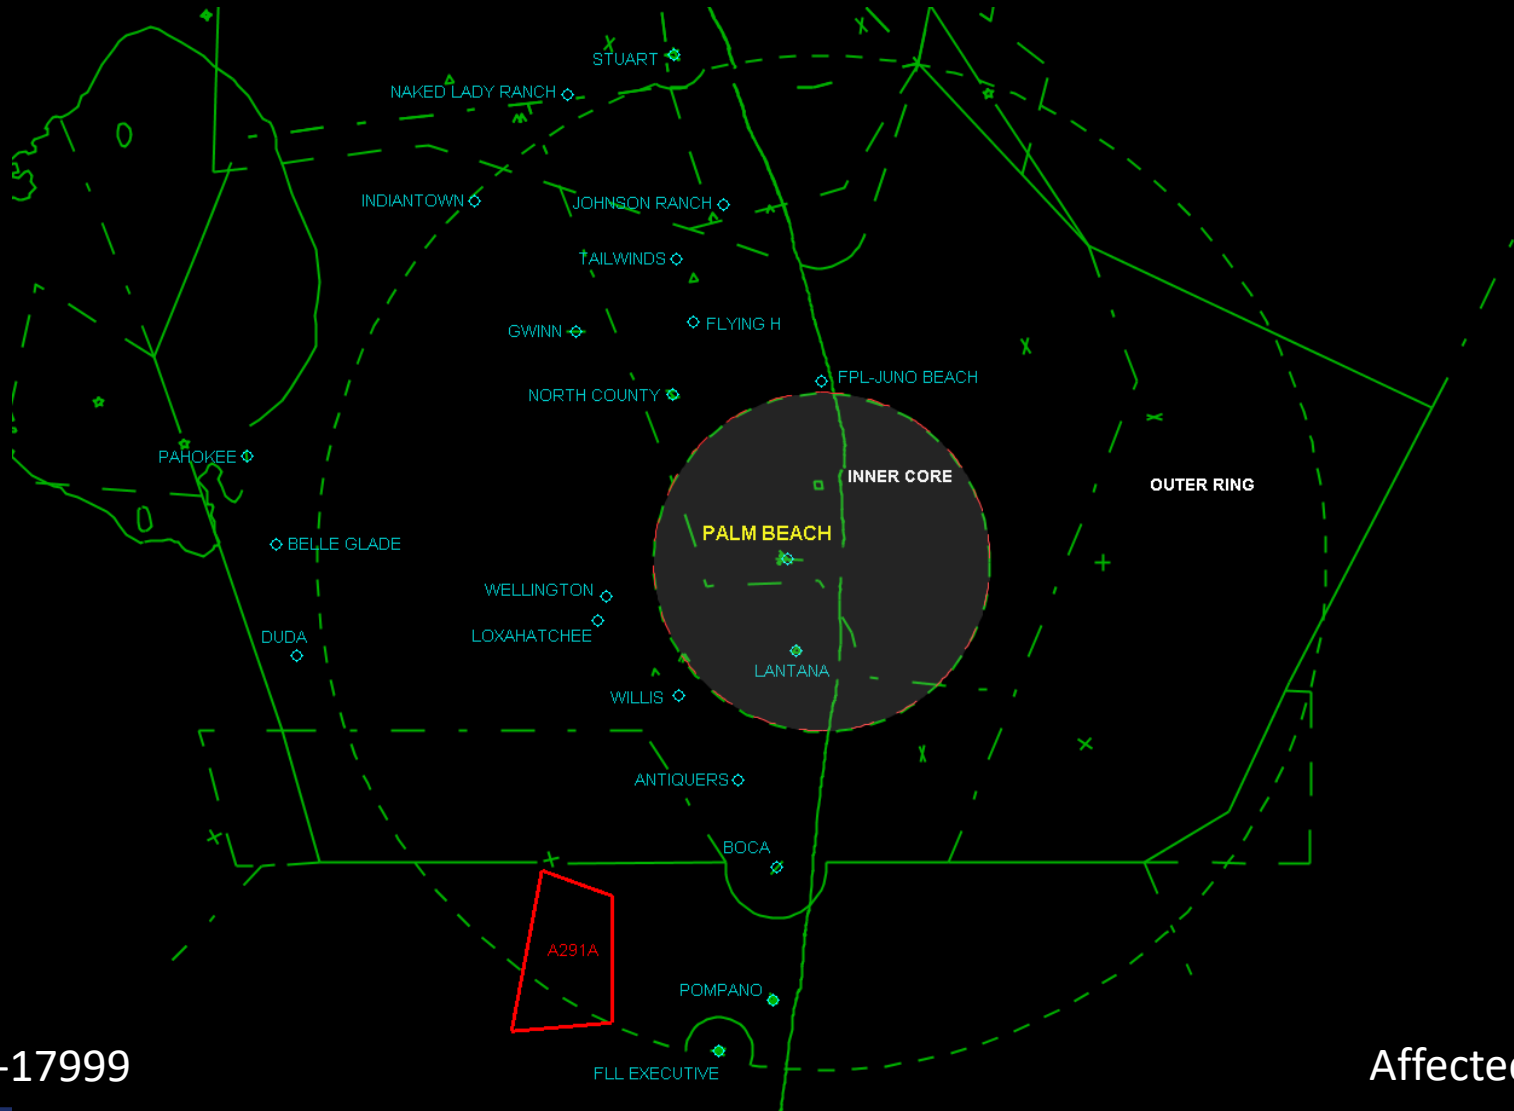 STUART
NAKED LADY RANCH
INDIANTOWN
JOHNSON RANCH
TAILWINDS
FLYING H
GWINN
FPL-JUNO BEACH
NORTH COUNTY
PAHOKEE
INNER CORE
OUTER RING
PALM BEACH
BELLE GLADE
WELLINGTON
LOXAHATCHEE
DUDA
LANTANA
WILLIS
ANTIQUERS
BOCA
A291A
POMPANO
FLL EXECUTIVE
-17999
Affected